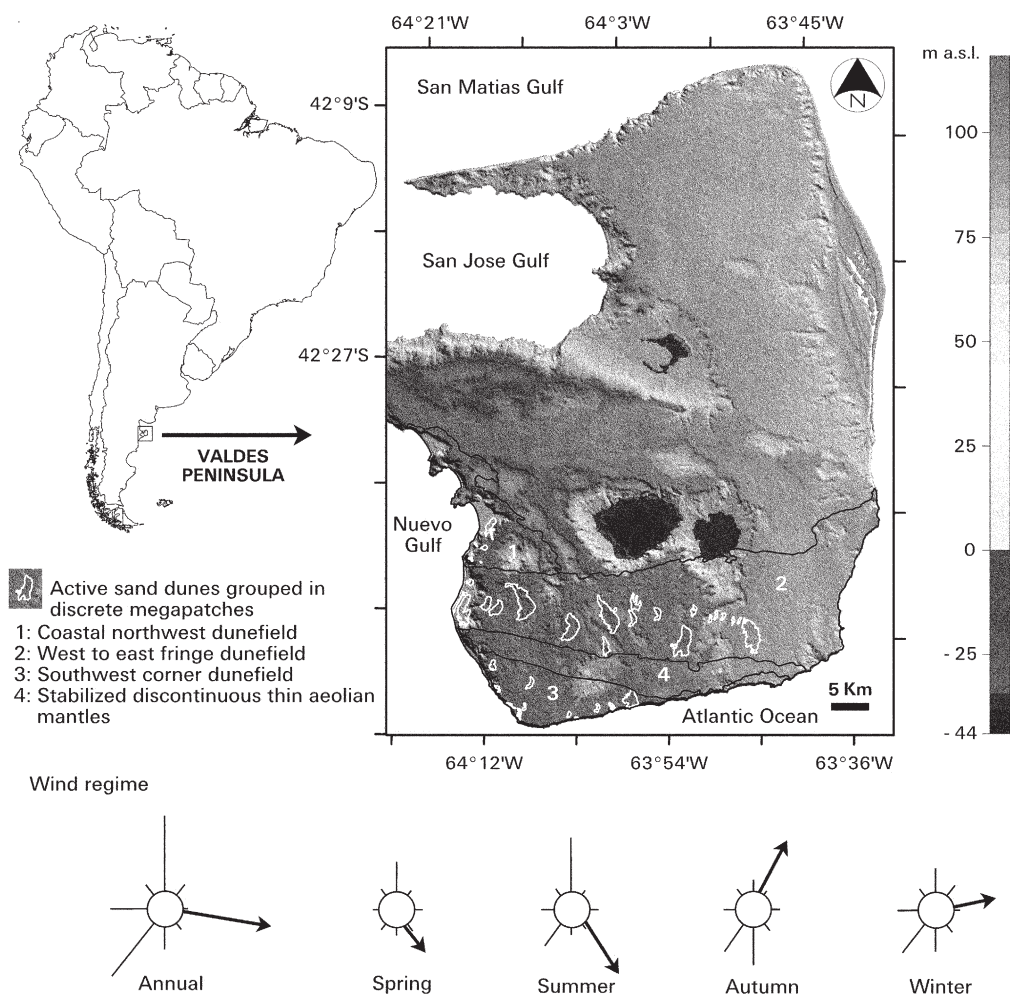 64°21'W 64°3'W 63°45'W
m a.s.l.
San Matias Gulf
N
42°9'S
100
75
San Jose Gulf
50
42°27'S
25
VALDES
PENINSULA
Nuevo
Gulf
1
0
2
Active sand dunes grouped in
discrete megapatches
1: Coastal northwest dunefield
2: West to east fringe dunefield
3: Southwest corner dunefield
4: Stabilized discontinuous thin aeolian
mantles
- 25
4
3
5 Km
Atlantic Ocean
- 44
64°12'W 63°54'W 63°36'W
Wind regime
Annual Spring Summer Autumn Winter